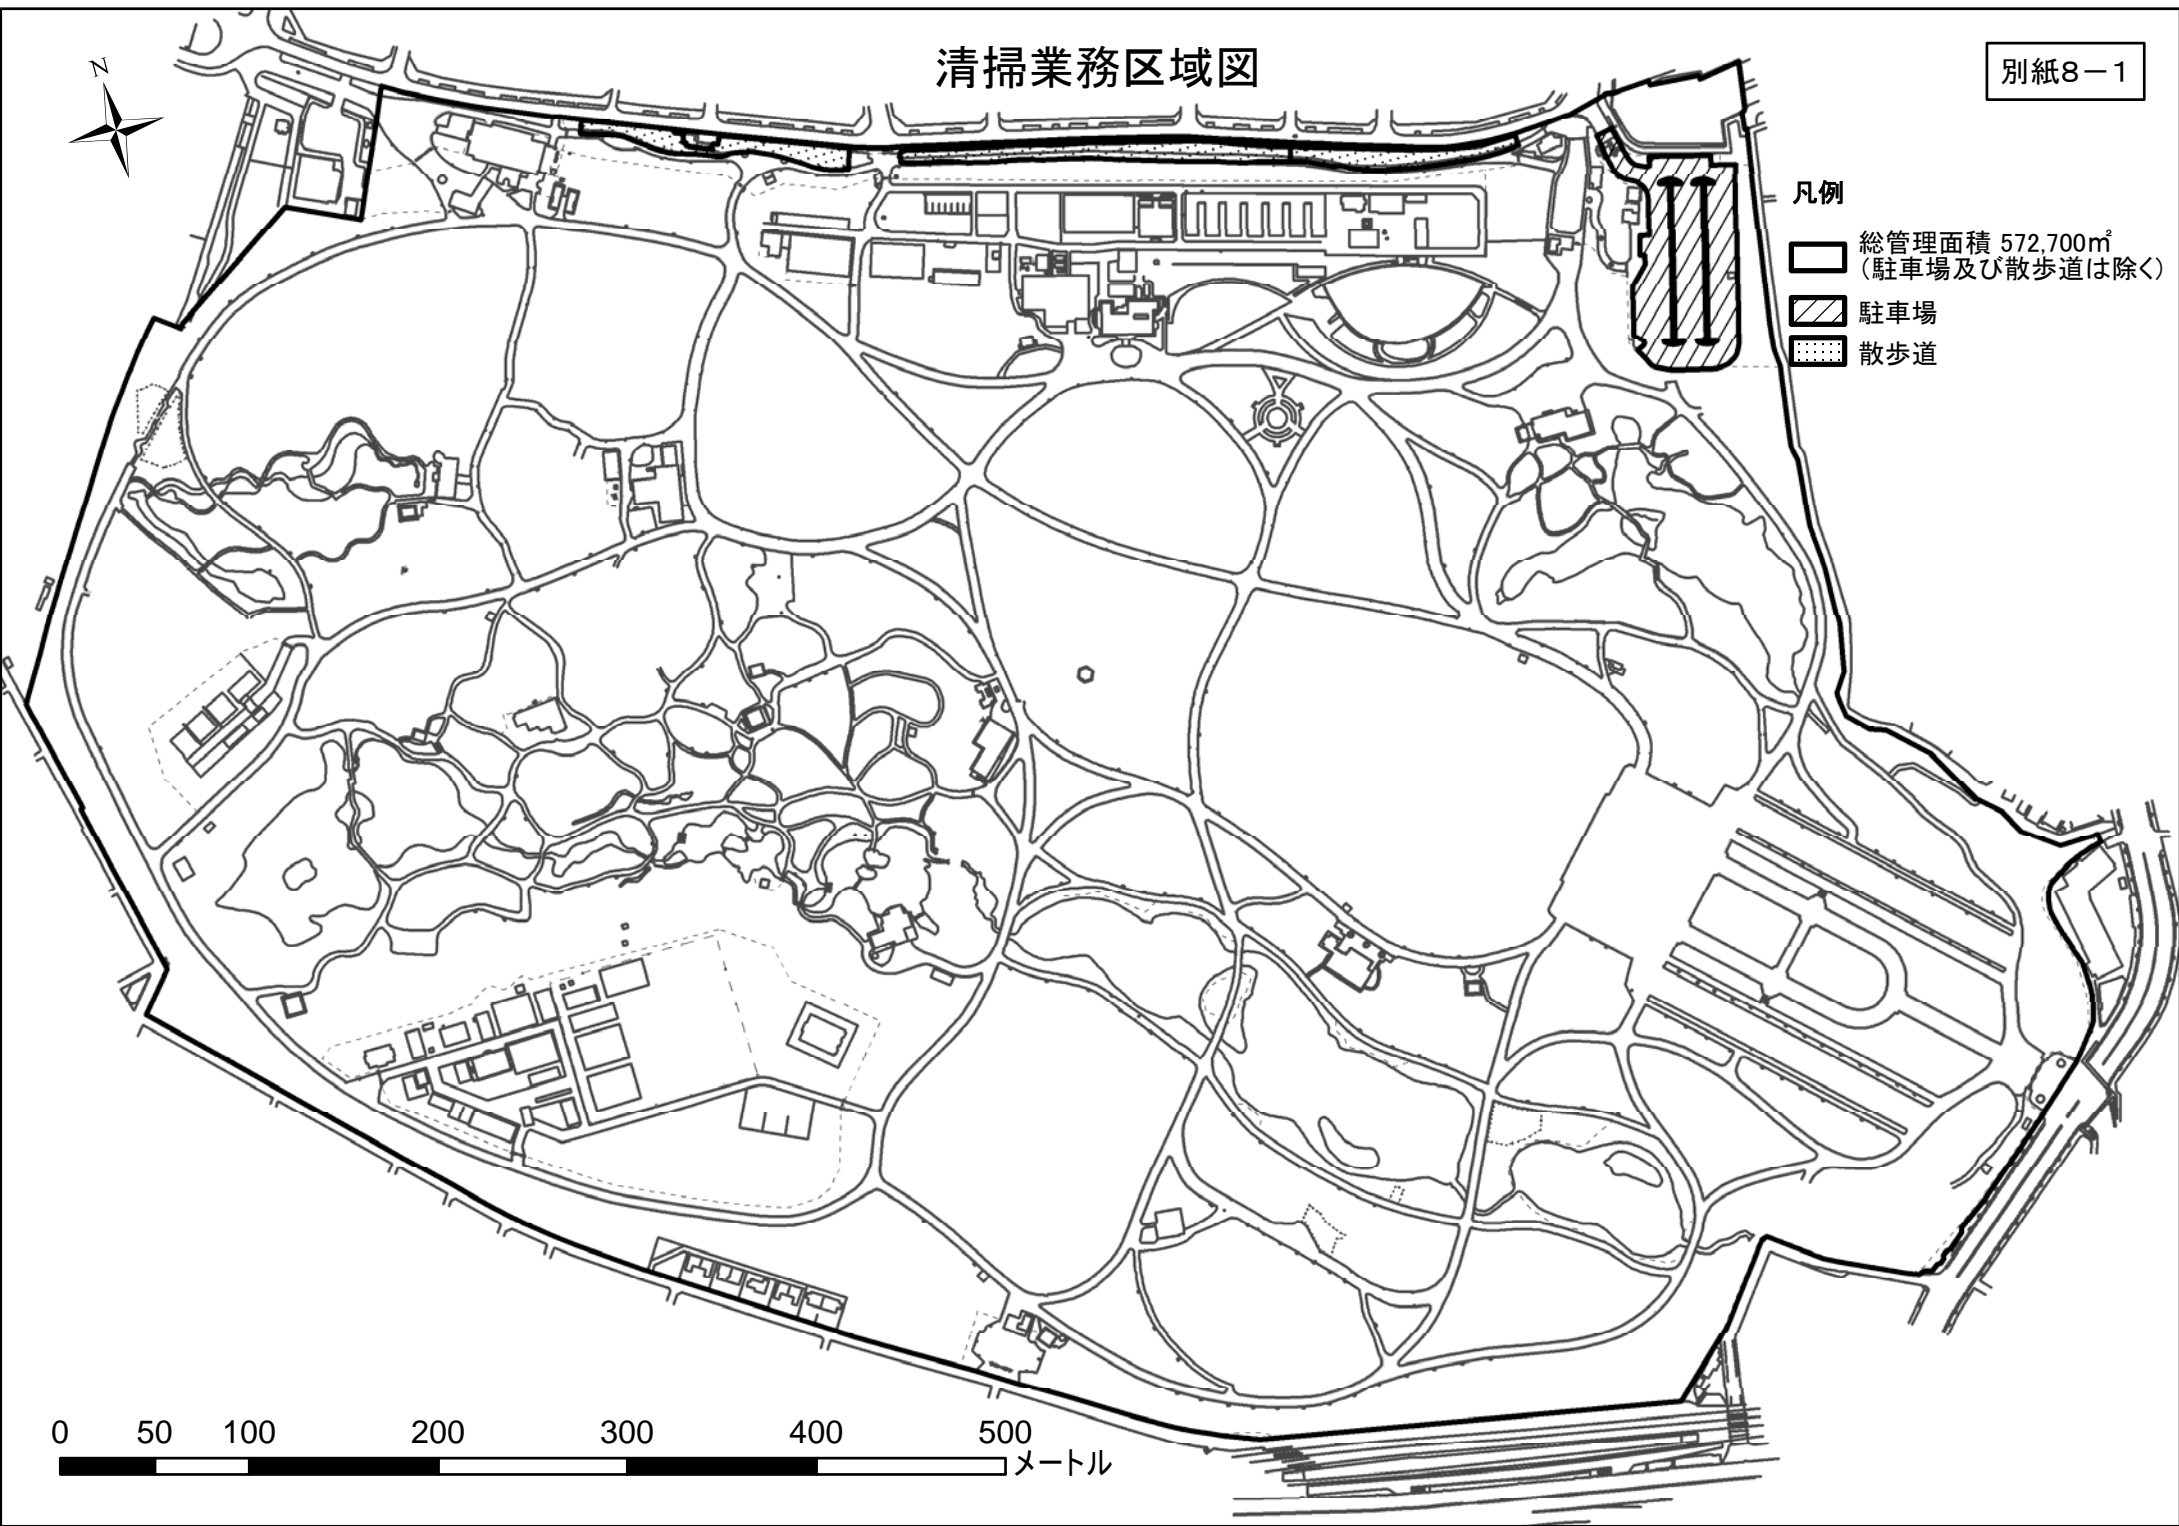 清掃業務区域図
別紙8-1
N
凡例
総管理面積 572,700㎡
(駐車場及び散歩道は除く)
駐車場
散歩道
0 50 100 200 300 400 500
メートル